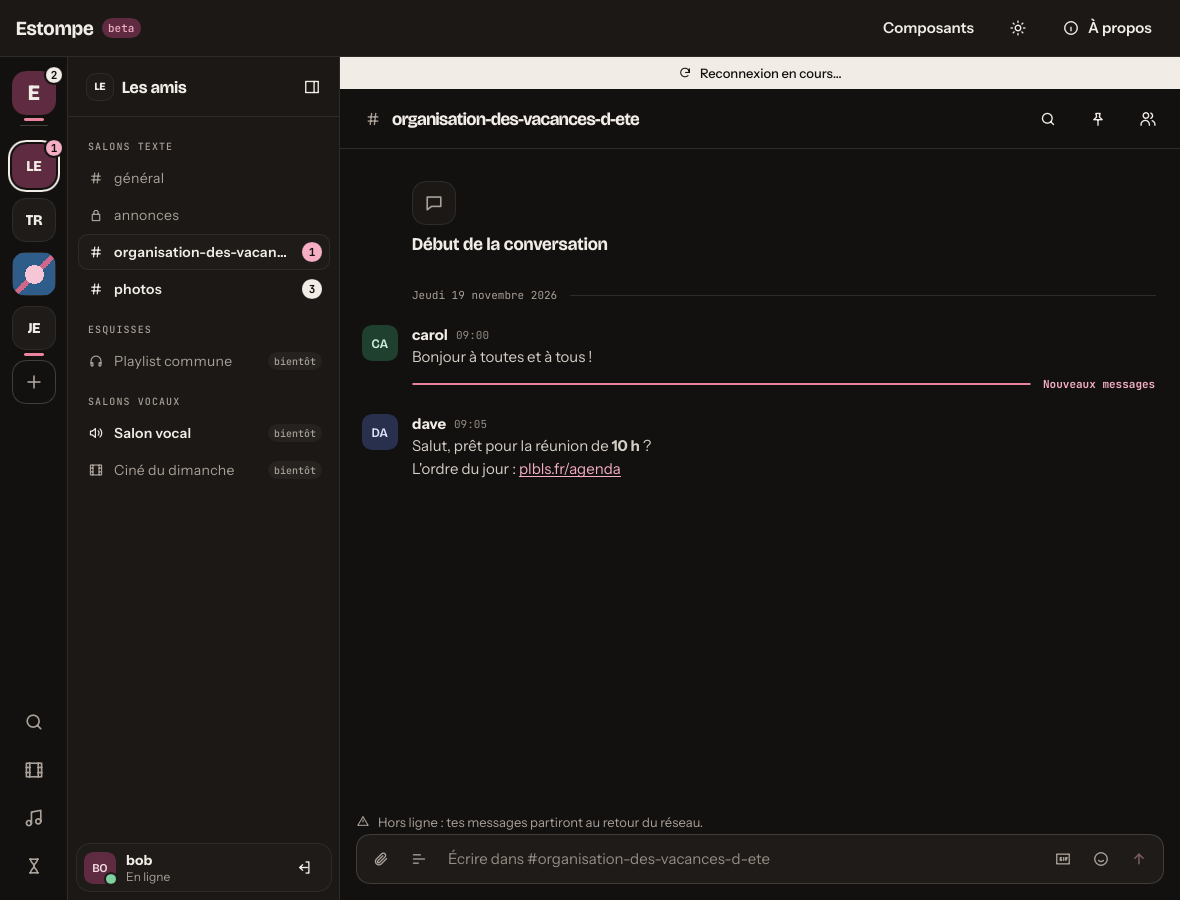 Estompe beta
Composants
À propos
E 2
LE 1
TR
JE
LE Les amis
SALONS TEXTE
# général
annonces
# organisation-des-vacan... 1
# photos 3
ESQUISSES
Playlist commune bientôt
SALONS VOCAUX
Salon vocal bientôt
Ciné du dimanche bientôt
BO bob
En ligne
Reconnexion en cours…
# organisation-des-vacances-d-ete
Début de la conversation
Jeudi 19 novembre 2026
CA carol 09:00
Bonjour à toutes et à tous !
Nouveaux messages
DA dave 09:05
Salut, prêt pour la réunion de 10 h ?
L'ordre du jour : plbls.fr/agenda
Hors ligne : tes messages partiront au retour du réseau.
Écrire dans #organisation-des-vacances-d-ete
GIF